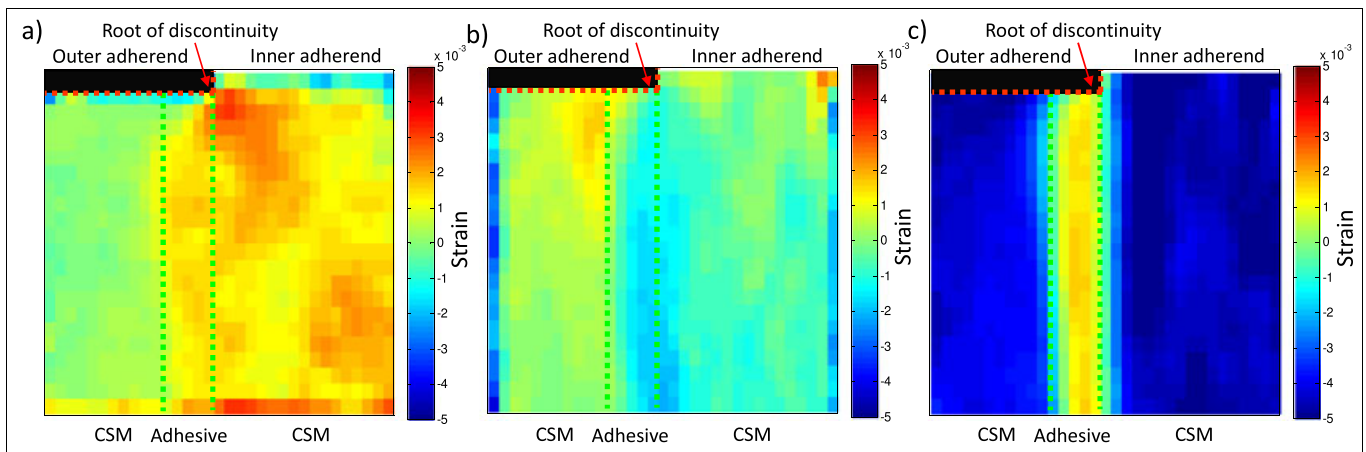 a)
Root of discontinuity
Outer adherend
Inner adherend
x 10-3
5
4
3
2
1
0
-1
-2
-3
-4
-5
Strain
CSM
Adhesive
CSM
b)
Root of discontinuity
Outer adherend
Inner adherend
x 10-3
5
4
3
2
1
0
-1
-2
-3
-4
-5
Strain
CSM
Adhesive
CSM
c)
Root of discontinuity
Outer adherend
Inner adherend
x 10-3
5
4
3
2
1
0
-1
-2
-3
-4
-5
Strain
CSM
Adhesive
CSM